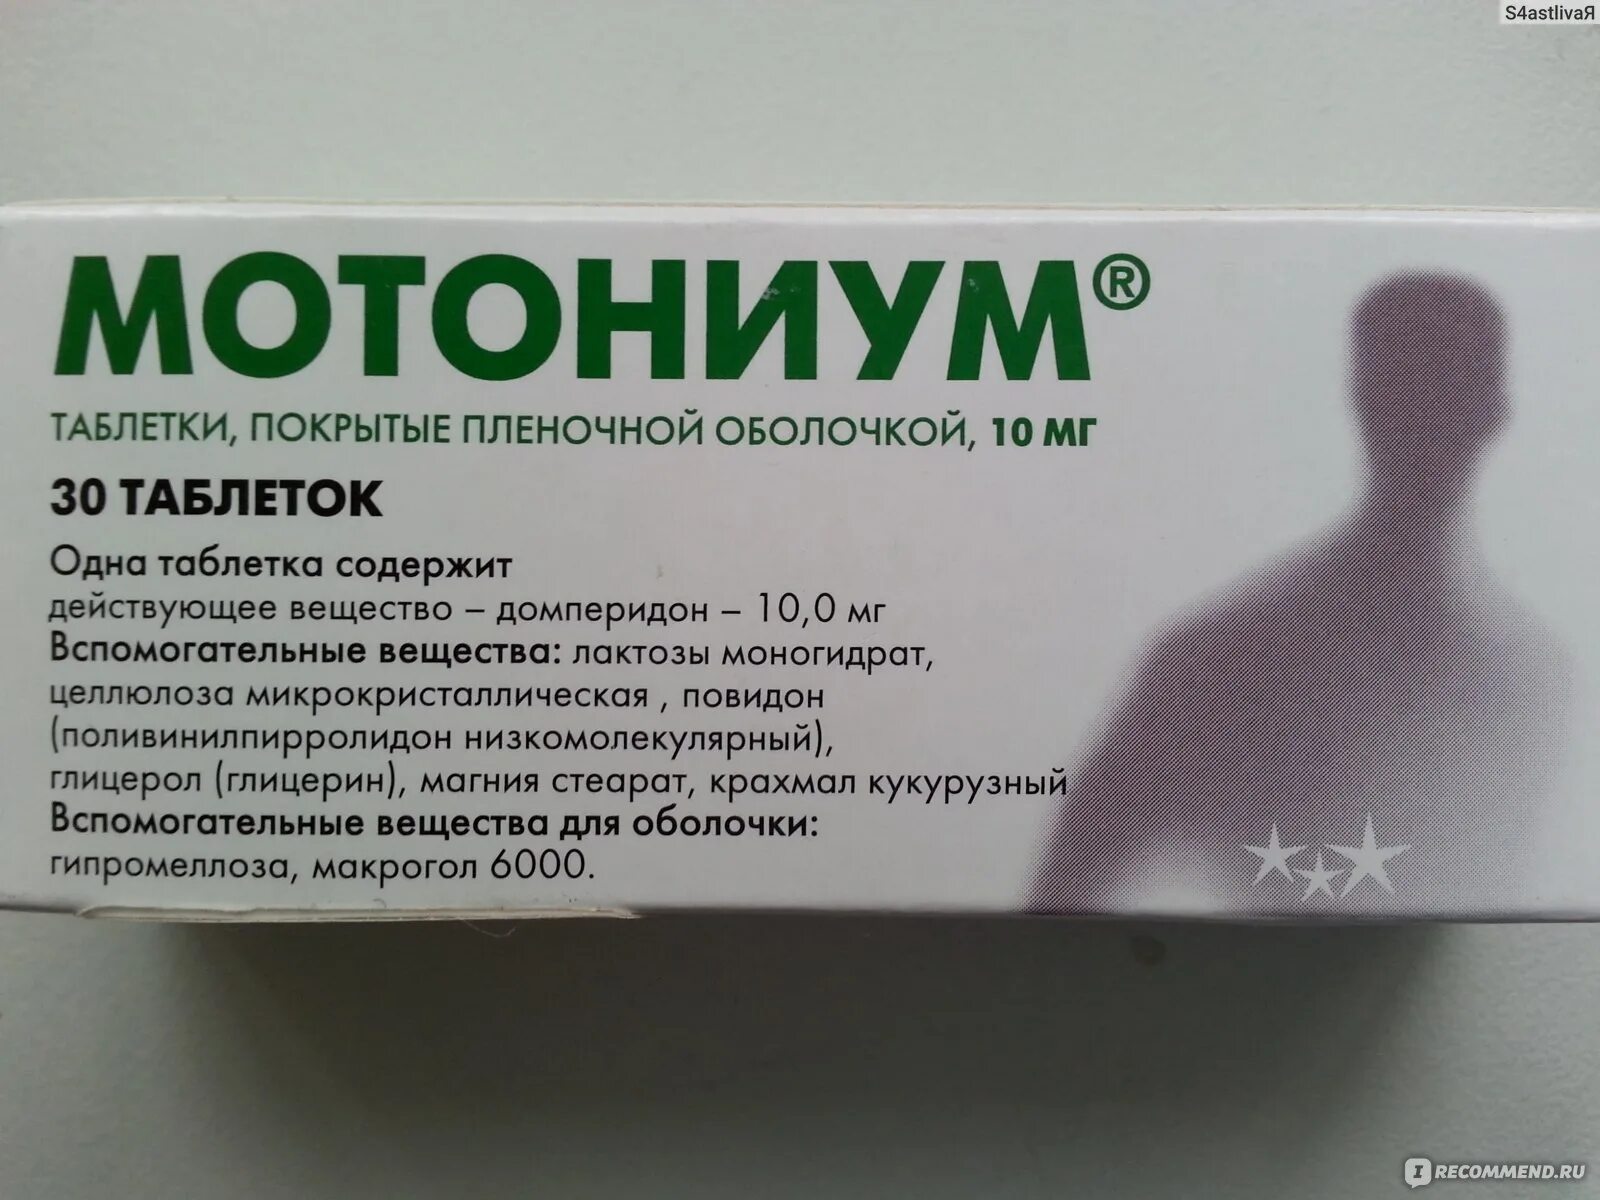 S4astlivaЯ
МОТОНИУМ®
ТАБЛЕТКИ, ПОКРЫТЫЕ ПЛЕНОЧНОЙ ОБОЛОЧКОЙ, 10 МГ
30 ТАБЛЕТОК
Одна таблетка содержит
действующее вещество – домперидон – 10,0 мг
Вспомогательные вещества: лактозы моногидрат,
целлюлоза микрокристаллическая , повидон
(поливинилпирролидон низкомолекулярный),
глицерол (глицерин), магния стеарат, крахмал кукурузный
Вспомогательные вещества для оболочки:
гипромеллоза, макрогол 6000.
IRECOMMEND.RU